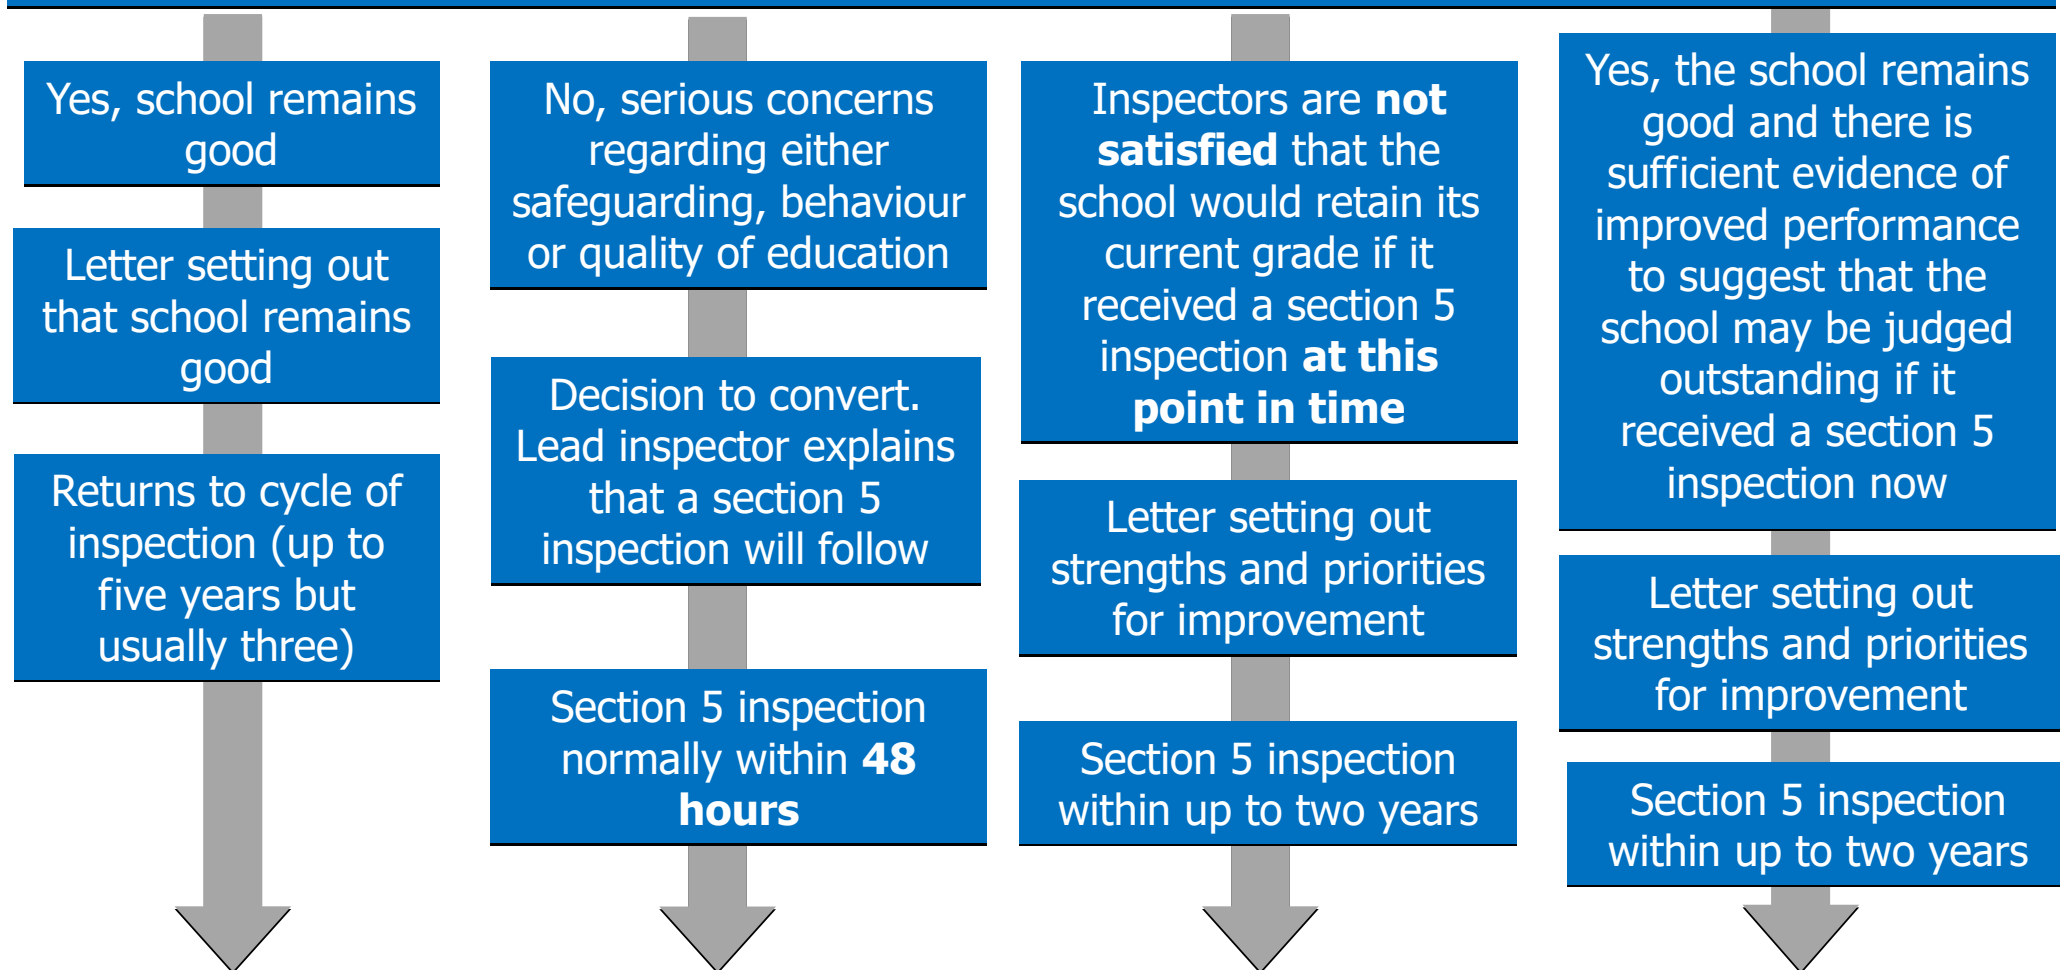 Yes, school remains
good
Letter setting out
that school remains
good
Returns to cycle of
inspection (up to
five years but
usually three)
No, serious concerns
regarding either
safeguarding, behaviour
or quality of education
Decision to convert.
Lead inspector explains
that a section 5
inspection will follow
Section 5 inspection
normally within 48
hours
Inspectors are not
satisfied that the
school would retain its
current grade if it
received a section 5
inspection at this
point in time
Letter setting out
strengths and priorities
for improvement
Section 5 inspection
within up to two years
Yes, the school remains
good and there is
sufficient evidence of
improved performance
to suggest that the
school may be judged
outstanding if it
received a section 5
inspection now
Letter setting out
strengths and priorities
for improvement
Section 5 inspection
within up to two years